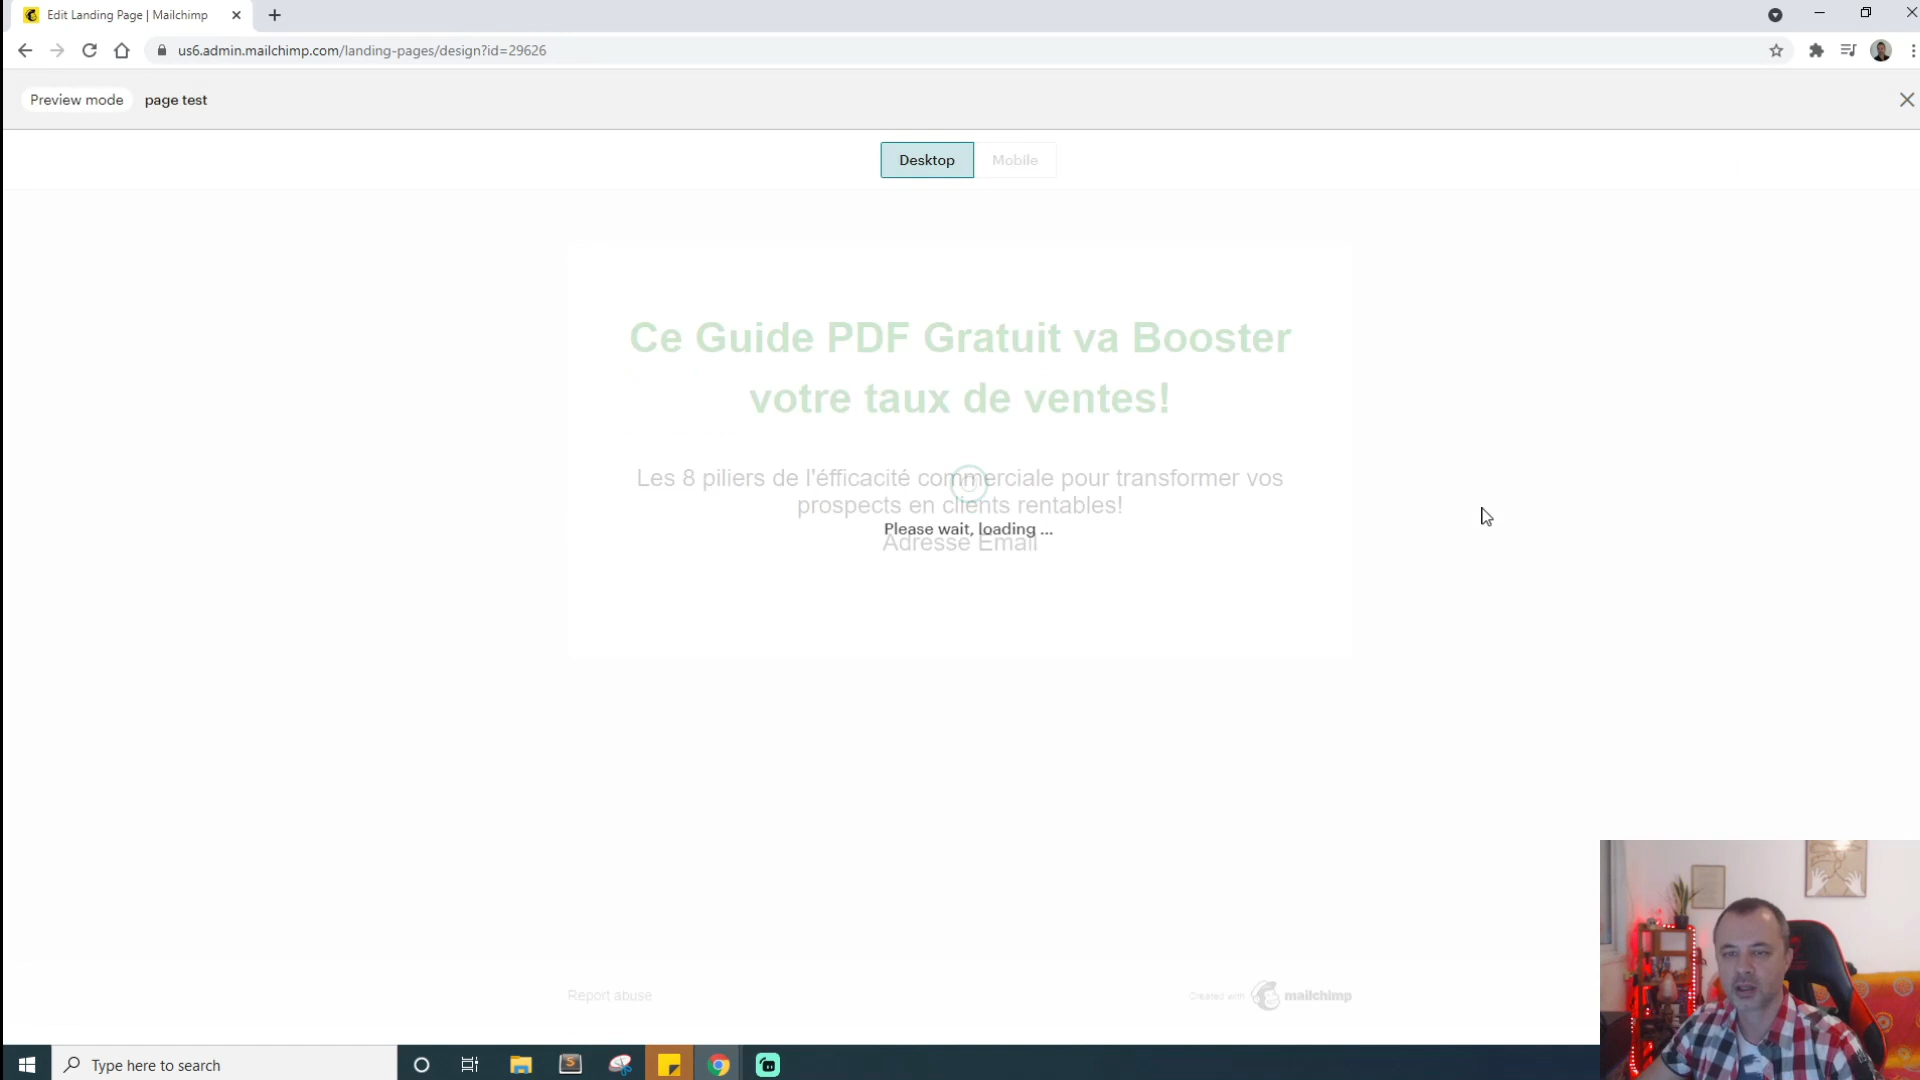 Edit Landing Page | Mailchimp
us6.admin.mailchimp.com/landing-pages/design?id=29626
Preview mode page test
Desktop Mobile
Ce Guide PDF Gratuit va Booster
votre taux de ventes!
Les 8 piliers de l'éfficacité commerciale pour transformer vos
prospects en clients rentables!
Please wait, loading ...
Adresse Email
Report abuse
Created with mailchimp
Type here to search